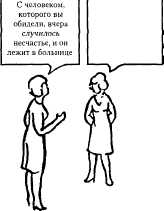 С человеком,
которого вы
обидели, вчера
случилось
несчастье, и он
лежит в больнице